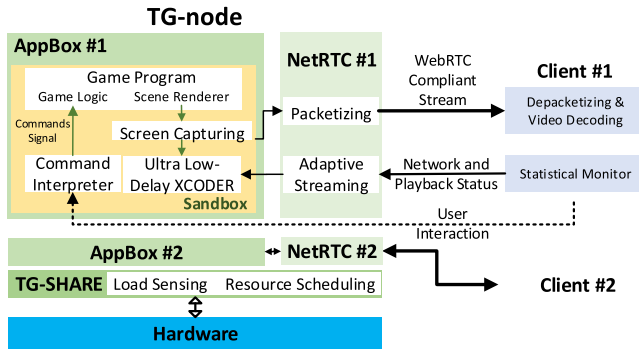 TG-node
AppBox #1
Game Program
Game Logic
Scene Renderer
Commands
Signal
Screen Capturing
Command
Interpreter
Ultra Low-
Delay XCODER
Sandbox
NetRTC #1
Packetizing
Adaptive
Streaming
WebRTC
Compliant
Stream
Network and
Playback Status
User
Interaction
Client #1
Depacketizing &
Video Decoding
Statistical Monitor
AppBox #2
NetRTC #2
Client #2
TG-SHARE
Load Sensing
Resource Scheduling
Hardware